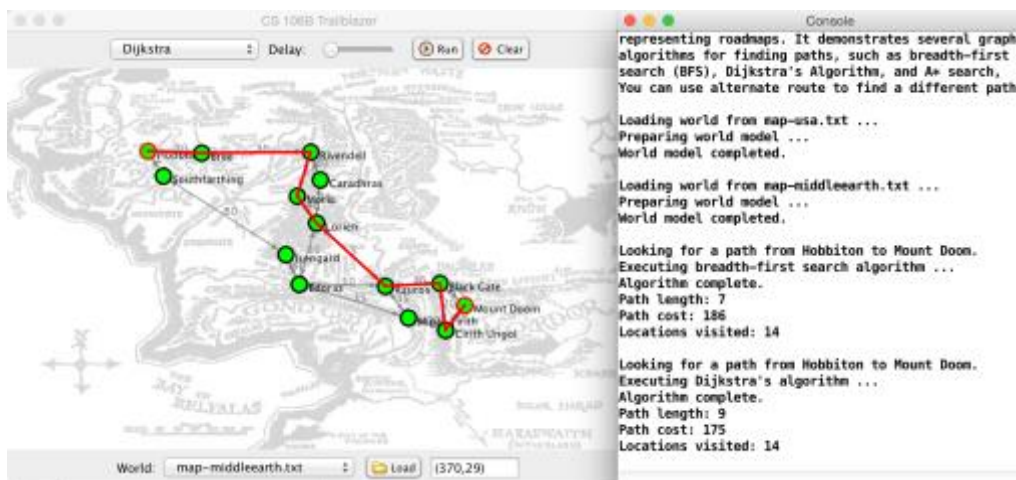 CS 106B Trailblazer
Dijkstra
Delay:
Run
Clear
Hobbiton
Bree
Rivendell
Southfarthing
Caradhras
Moria
Lorien
Isengard
Rauros
Black Gate
Mount Doom
Cirith Ungol
World:
map-middleearth.txt
Load
(370,29)
Console
representing roadmaps. It demonstrates several graph
algorithms for finding paths, such as breadth-first
search (BFS), Dijkstra's Algorithm, and A* search,
You can use alternate route to find a different path
Loading world from map-usa.txt ...
Preparing world model ...
World model completed.
Loading world from map-middleearth.txt ...
Preparing world model ...
World model completed.
Looking for a path from Hobbiton to Mount Doom.
Executing breadth-first search algorithm ...
Algorithm complete.
Path length: 7
Path cost: 186
Locations visited: 14
Looking for a path from Hobbiton to Mount Doom.
Executing Dijkstra's algorithm ...
Algorithm complete.
Path length: 9
Path cost: 175
Locations visited: 14